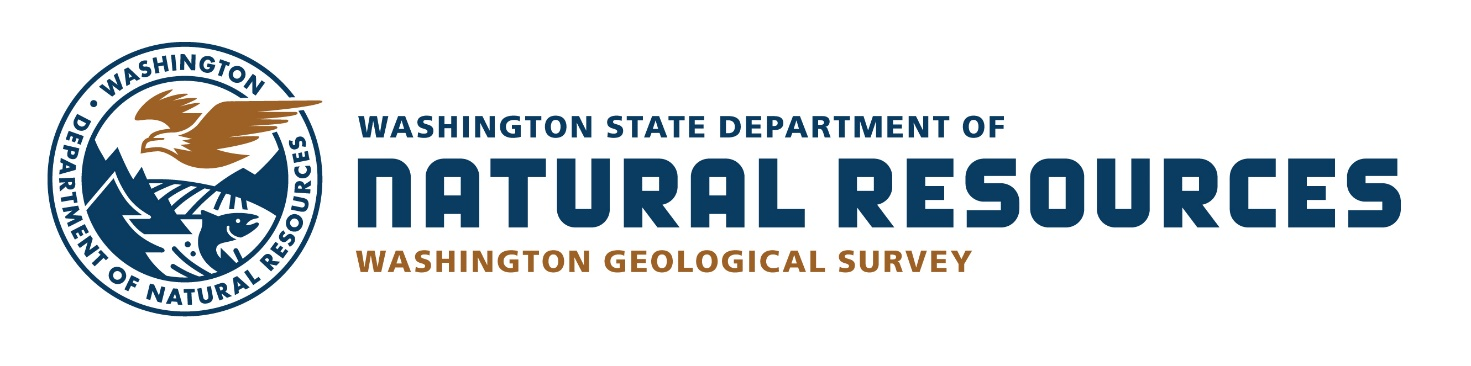 WASHINGTON
• DEPARTMENT OF NATURAL RESOURCES
WASHINGTON STATE DEPARTMENT OF
NATURAL RESOURCES
WASHINGTON GEOLOGICAL SURVEY